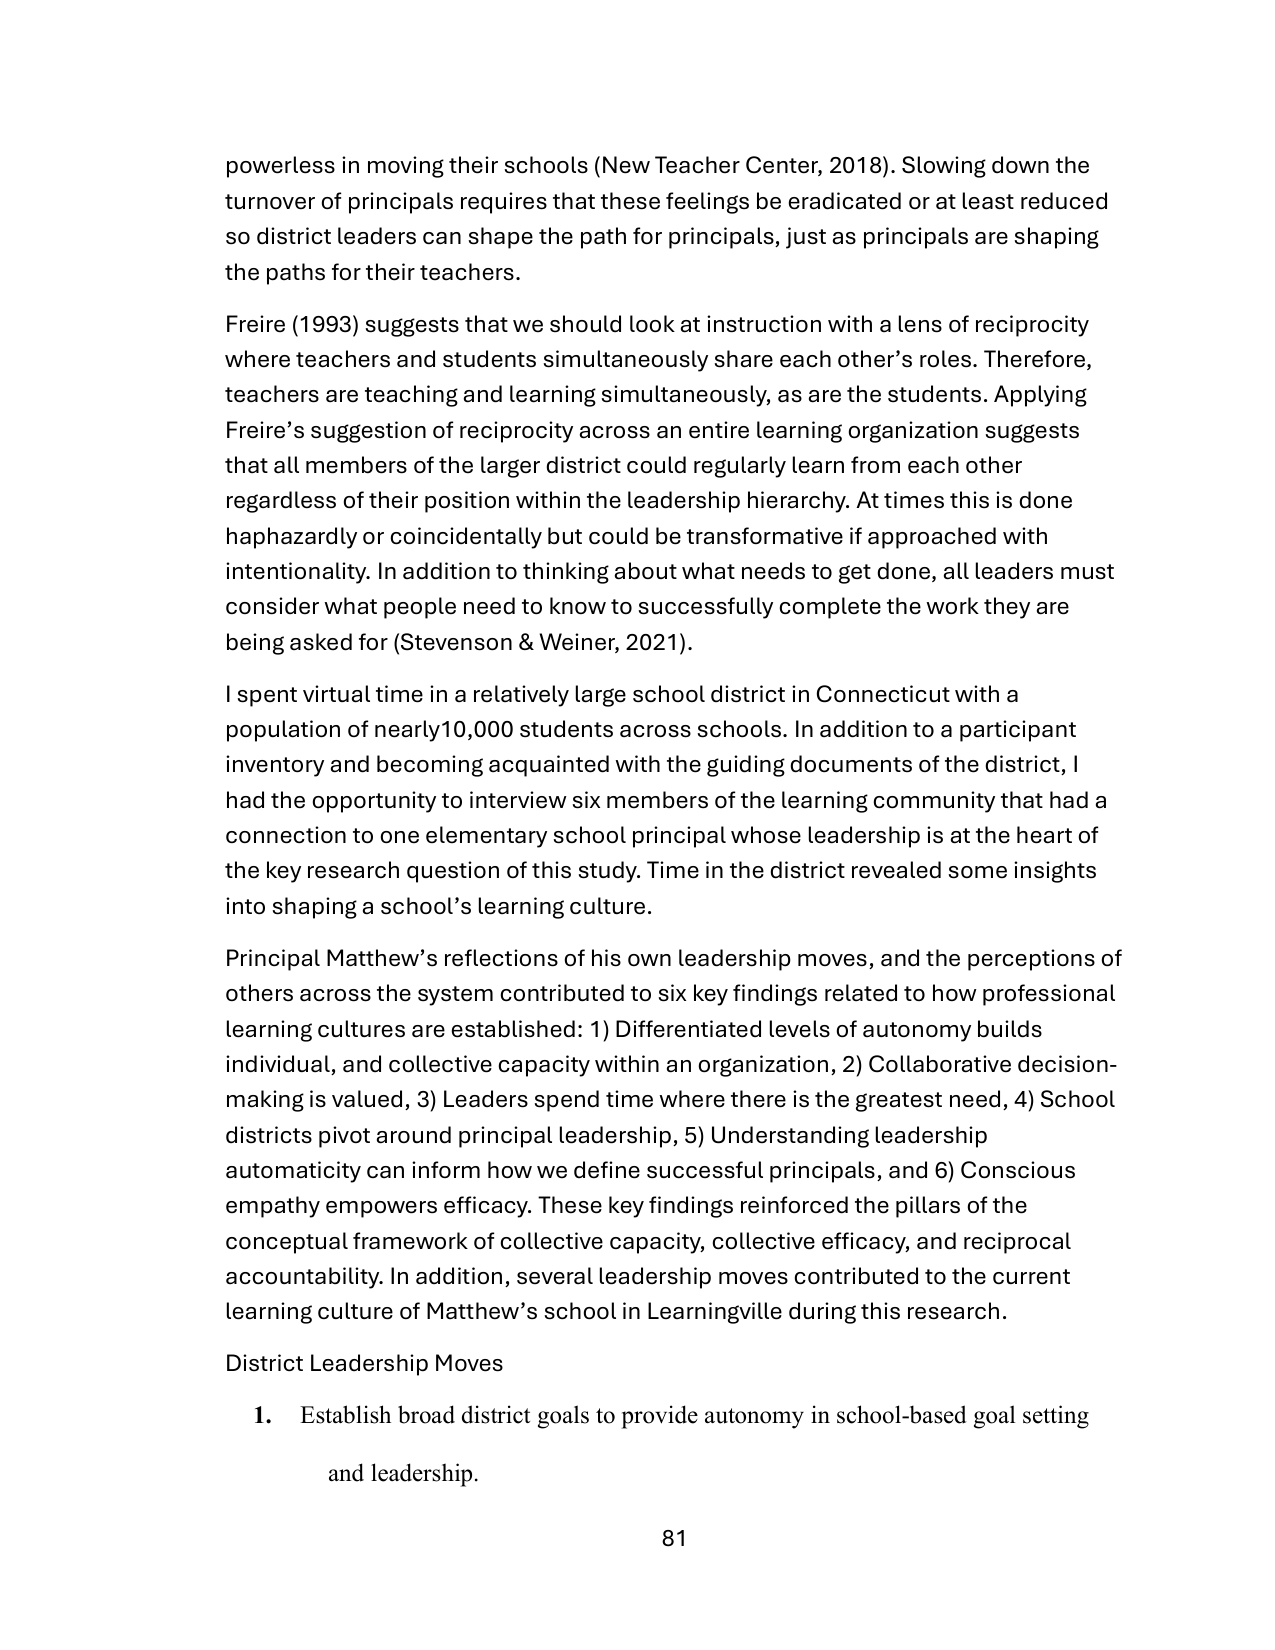 powerless in moving their schools (New Teacher Center, 2018). Slowing down the
turnover of principals requires that these feelings be eradicated or at least reduced
so district leaders can shape the path for principals, just as principals are shaping
the paths for their teachers.
Freire (1993) suggests that we should look at instruction with a lens of reciprocity
where teachers and students simultaneously share each other’s roles. Therefore,
teachers are teaching and learning simultaneously, as are the students. Applying
Freire’s suggestion of reciprocity across an entire learning organization suggests
that all members of the larger district could regularly learn from each other
regardless of their position within the leadership hierarchy. At times this is done
haphazardly or coincidentally but could be transformative if approached with
intentionality. In addition to thinking about what needs to get done, all leaders must
consider what people need to know to successfully complete the work they are
being asked for (Stevenson & Weiner, 2021).
I spent virtual time in a relatively large school district in Connecticut with a
population of nearly10,000 students across schools. In addition to a participant
inventory and becoming acquainted with the guiding documents of the district, I
had the opportunity to interview six members of the learning community that had a
connection to one elementary school principal whose leadership is at the heart of
the key research question of this study. Time in the district revealed some insights
into shaping a school’s learning culture.
Principal Matthew’s reflections of his own leadership moves, and the perceptions of
others across the system contributed to six key findings related to how professional
learning cultures are established: 1) Differentiated levels of autonomy builds
individual, and collective capacity within an organization, 2) Collaborative decision-
making is valued, 3) Leaders spend time where there is the greatest need, 4) School
districts pivot around principal leadership, 5) Understanding leadership
automaticity can inform how we define successful principals, and 6) Conscious
empathy empowers efficacy. These key findings reinforced the pillars of the
conceptual framework of collective capacity, collective efficacy, and reciprocal
accountability. In addition, several leadership moves contributed to the current
learning culture of Matthew’s school in Learningville during this research.
District Leadership Moves
1. Establish broad district goals to provide autonomy in school-based goal setting
and leadership.
81